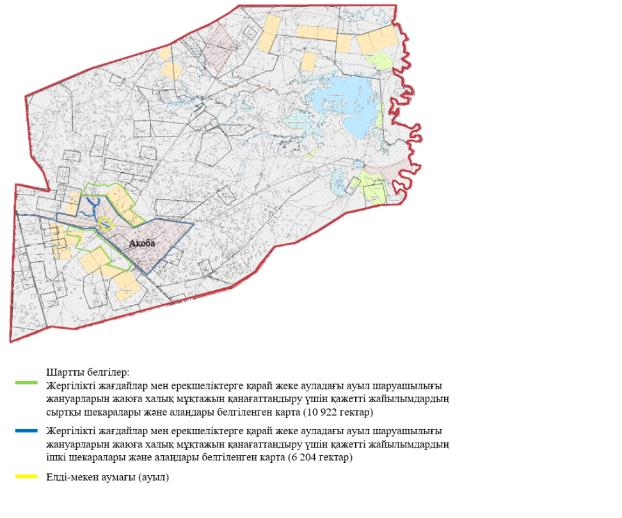 Ақоба
Шартты белгілер:
Жергілікті жағдайлар мен ерекшеліктерге қарай жеке ауладағы ауыл шаруашылығы
жануарларын жаюға халық мұқтажын қанағаттандыру үшін қажетті жайылымдардың
сыртқы шекаралары және алаңдары белгіленген карта (10 922 гектар)
Жергілікті жағдайлар мен ерекшеліктерге қарай жеке ауладағы ауыл шаруашылығы
жануарларын жаюға халық мұқтажын қанағаттандыру үшін қажетті жайылымдардың
ішкі шекаралары және алаңдары белгіленген карта (6 204 гектар)
Елді-мекен аумағы (ауыл)